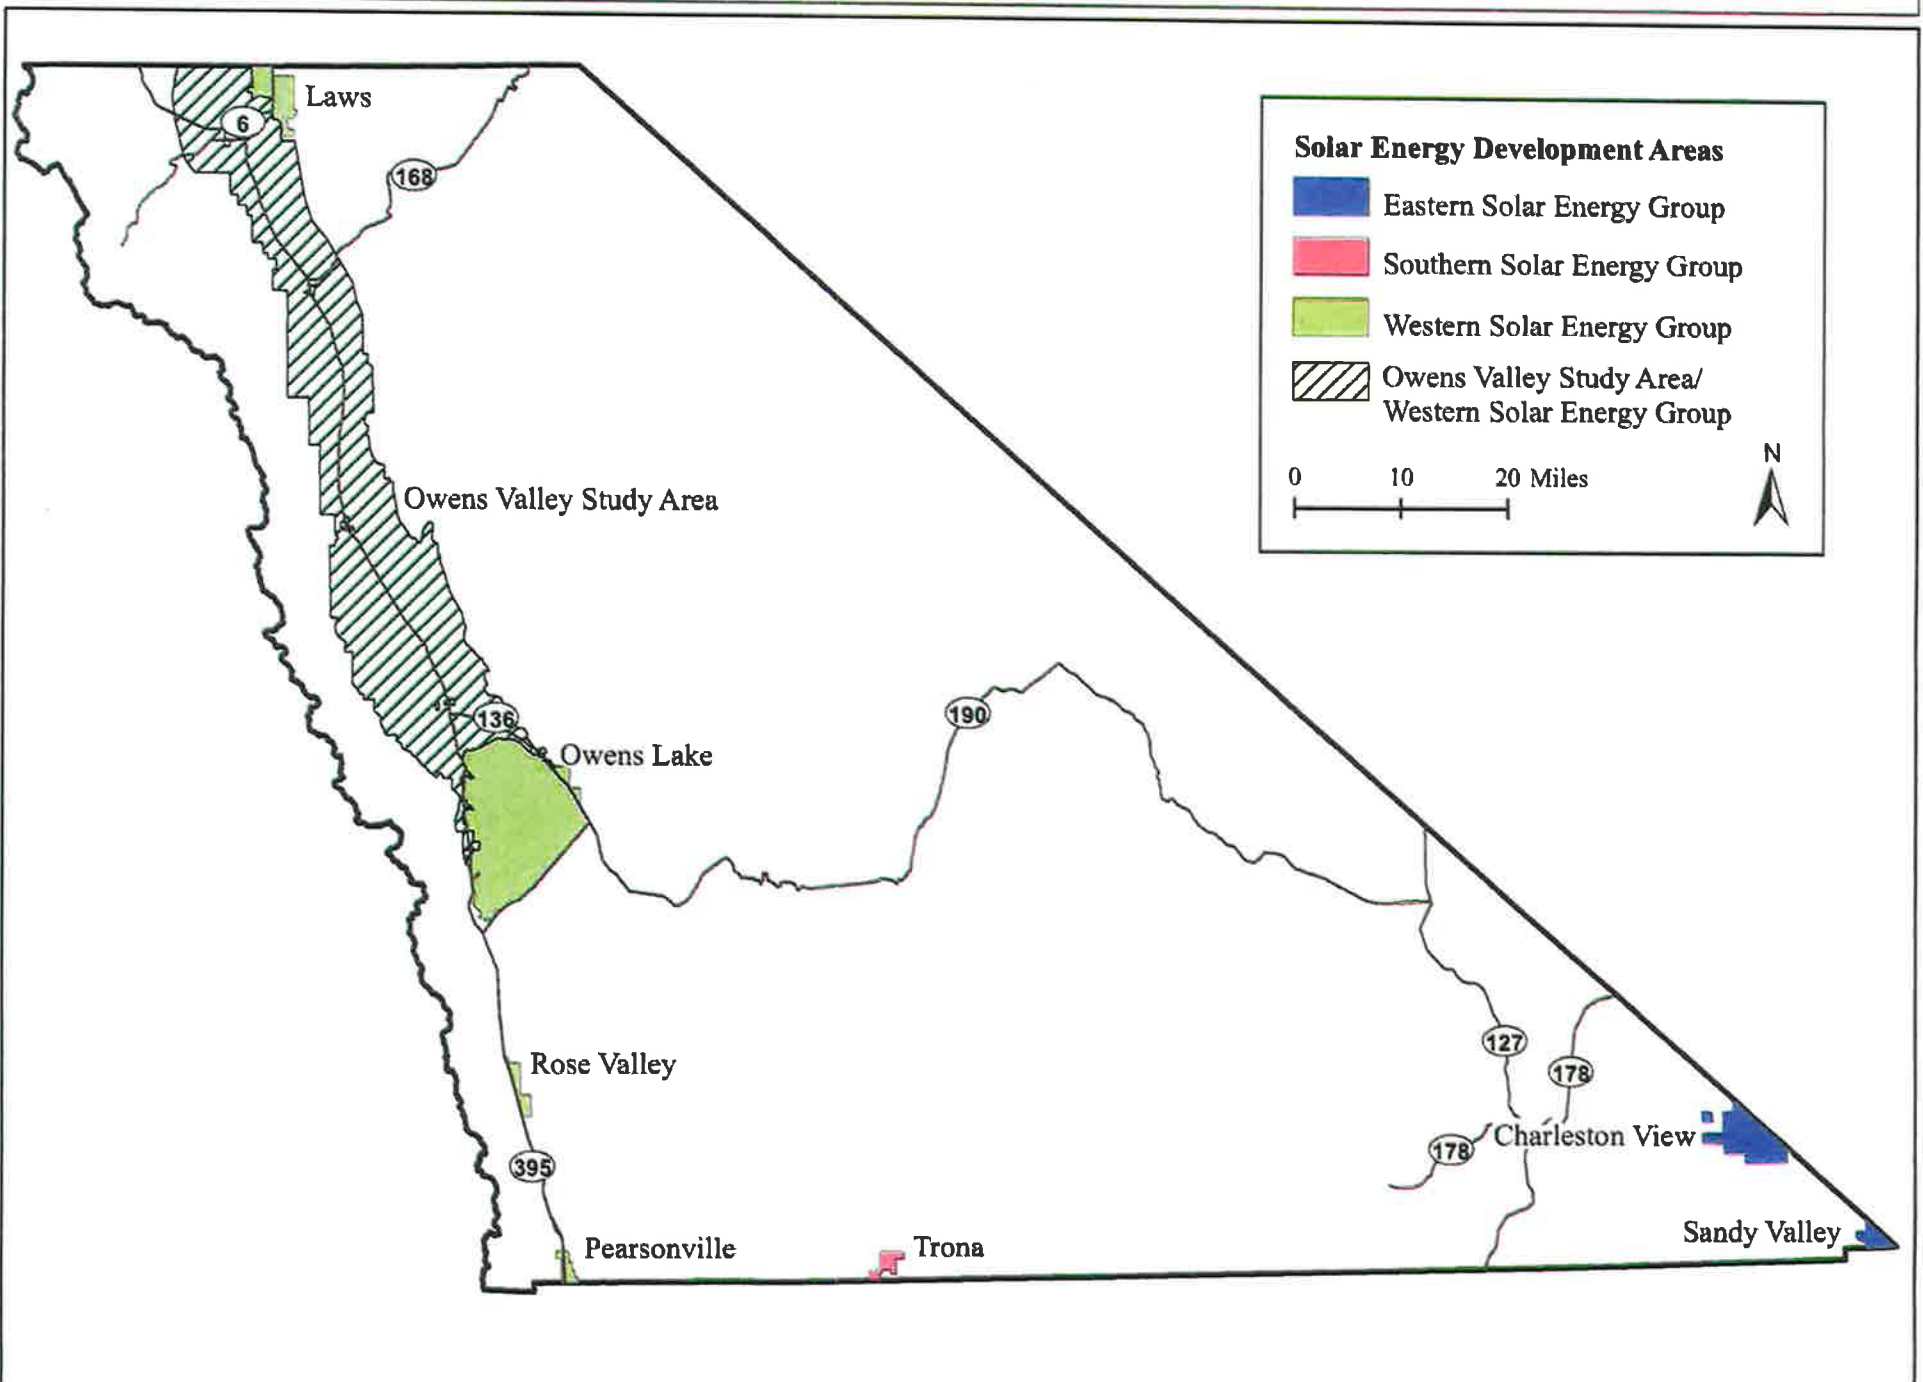 Laws
6
168
Solar Energy Development Areas
Eastern Solar Energy Group
Southern Solar Energy Group
Western Solar Energy Group
Owens Valley Study Area/
Western Solar Energy Group
N
0 10 20 Miles
Owens Valley Study Area
136
190
Owens Lake
127
Rose Valley
178
Charleston View
178
395
Sandy Valley
Pearsonville
Trona